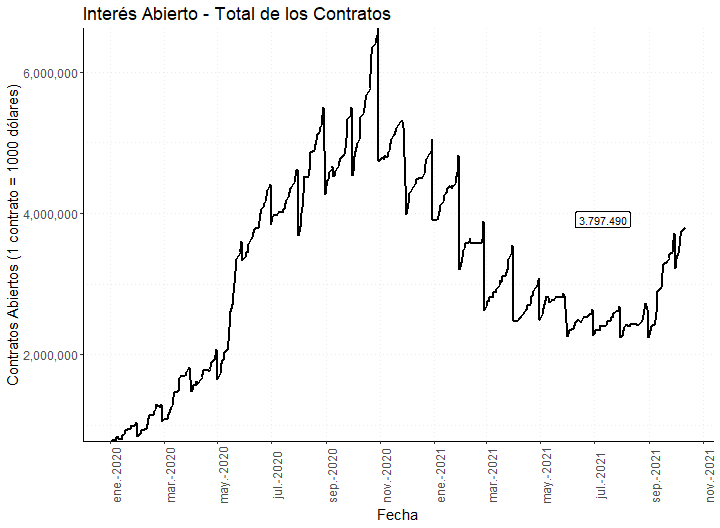 Interés Abierto - Total de los Contratos
Contratos Abiertos (1 contrato = 1000 dólares)
6,000,000
4,000,000
2,000,000
3.797.490
ene.-2020
mar.-2020
may.-2020
jul.-2020
sep.-2020
nov.-2020
ene.-2021
mar.-2021
may.-2021
jul.-2021
sep.-2021
nov.-2021
Fecha